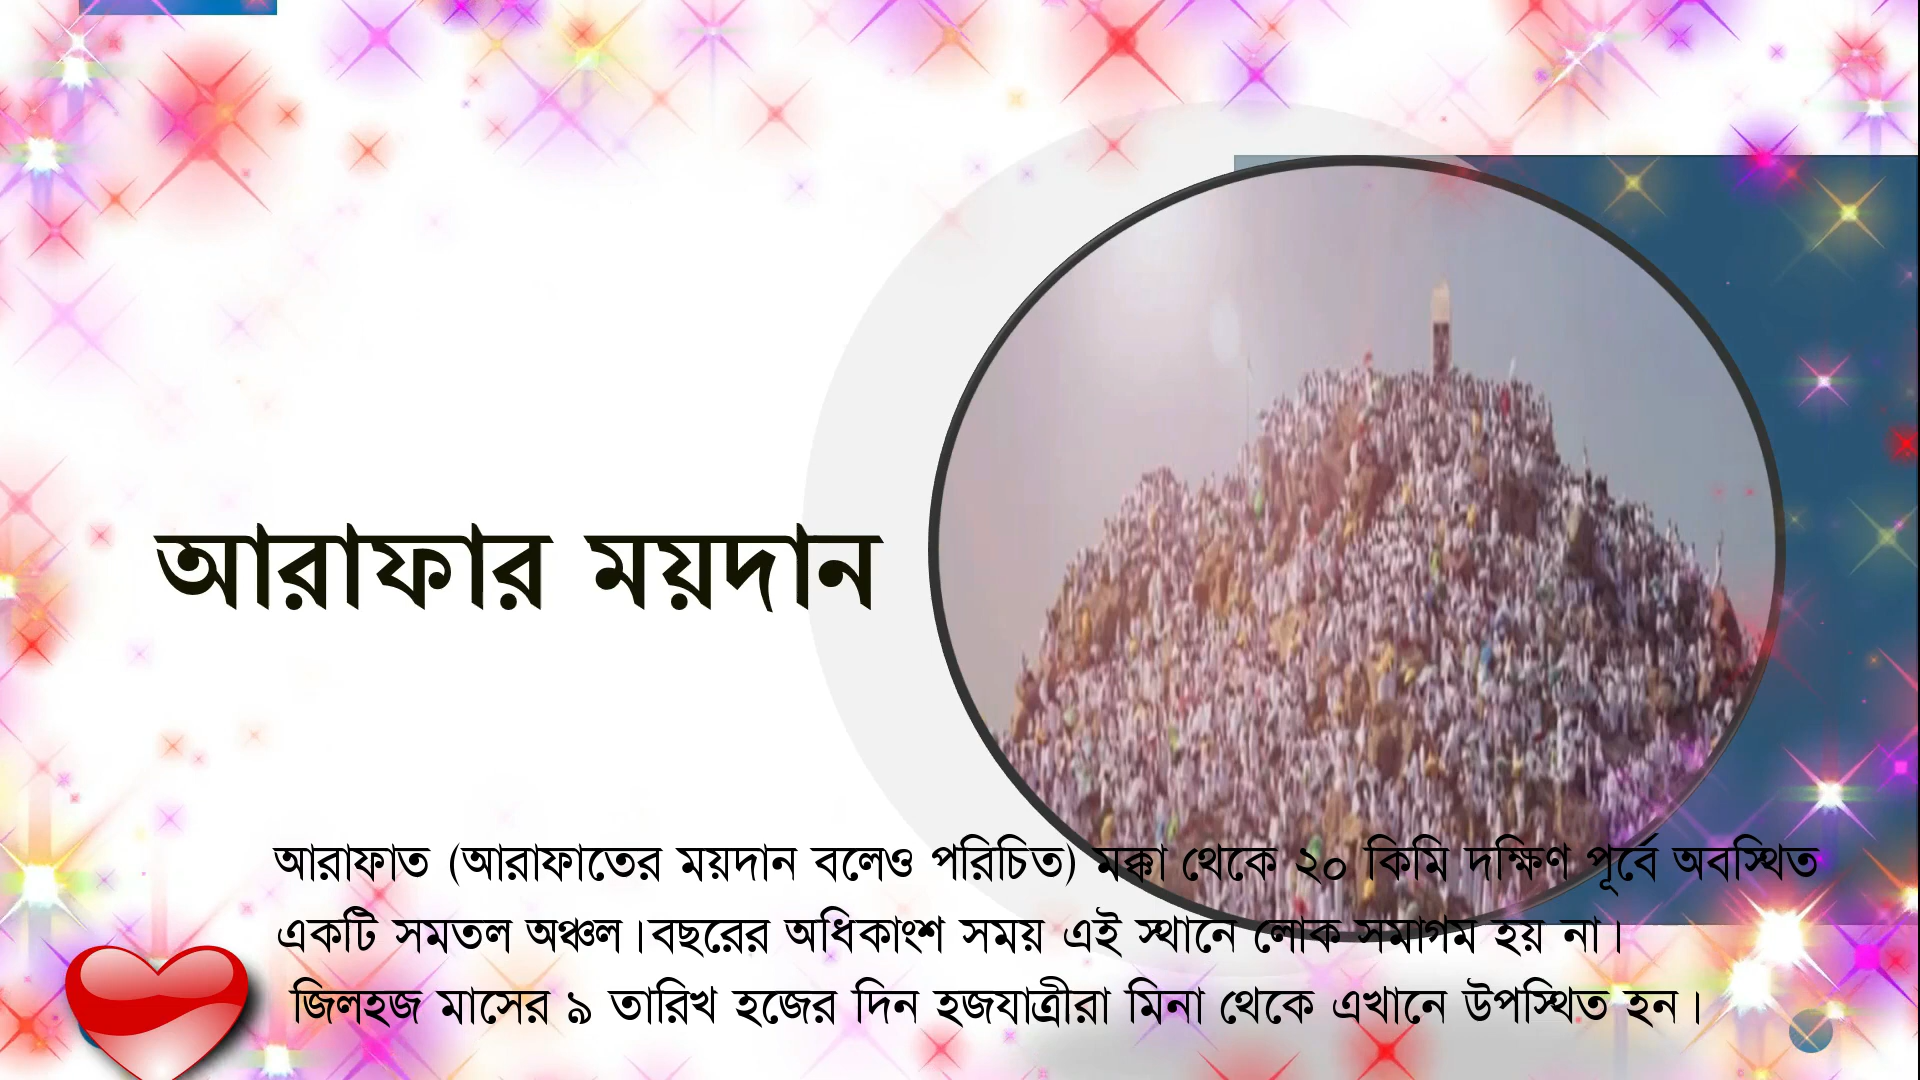 আরাফার ময়দান
আরাফাত (আরাফাতের ময়দান বলেও পরিচিত) মক্কা থেকে ২০ কিমি দক্ষিণ পূর্বে অবস্থিত
একটি সমতল অঞ্চল।বছরের অধিকাংশ সময় এই স্থানে লোক সমাগম হয় না।
জিলহজ মাসের ৯ তারিখ হজের দিন হজযাত্রীরা মিনা থেকে এখানে উপস্থিত হন।